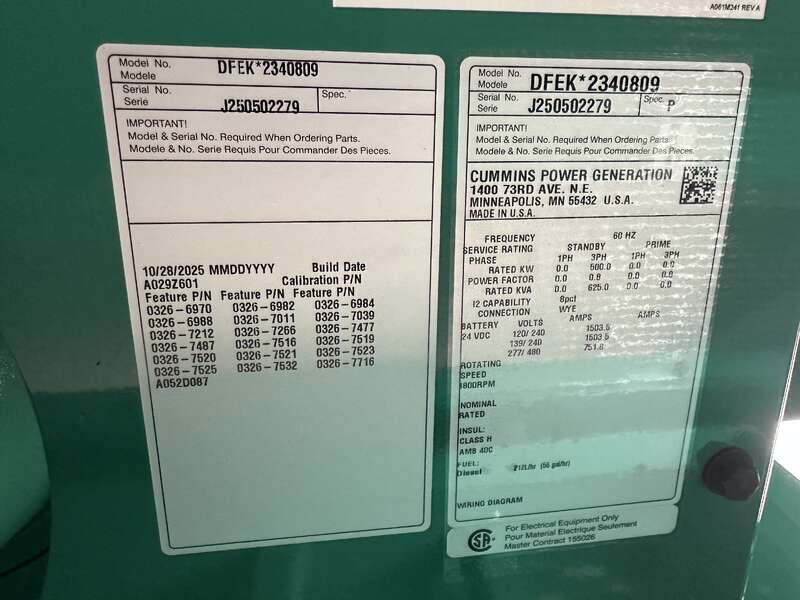 A061M241 REV A
Model No.
Modele
DFEK*2340809
Serial No.
Serie
J250502279
Spec.
IMPORTANT!
Model & Serial No. Required When Ordering Parts.
Modele & No. Serie Requis Pour Commander Des Pieces.
10/28/2025 MMDDYYYY Build Date
A029Z601 Calibration P/N
Feature P/N Feature P/N Feature P/N
0326-6970 0326-6982 0326-6984
0326-6988 0326-7011 0326-7039
0326-7212 0326-7266 0326-7477
0326-7487 0326-7516 0326-7519
0326-7520 0326-7521 0326-7523
0326-7525 0326-7532 0326-7716
A052D087
Model No.
Modele
DFEK*2340809
Serial No.
Serie
J250502279
Spec. P
IMPORTANT!
Model & Serial No. Required When Ordering Parts.
Modele & No. Serie Requis Pour Commander Des Pieces.
CUMMINS POWER GENERATION
1400 73RD AVE. N.E.
MINNEAPOLIS, MN 55432 U.S.A.
MADE IN U.S.A.
FREQUENCY 60 HZ
SERVICE RATING STANDBY PRIME
PHASE 1PH 3PH 1PH 3PH
RATED KW 0.0 500.0 0.0 0.0
POWER FACTOR 0.0 0.8 0.0 0.0
RATED KVA 0.0 625.0 0.0 0.0
I2 CAPABILITY 8pct
CONNECTION WYE
BATTERY VOLTS AMPS AMPS
24 VDC 120/ 240 1503.5
139/ 240 1503.5
277/ 480 751.8
ROTATING
SPEED
1800RPM
NOMINAL
RATED
INSUL:
CLASS H
AMB 40C
FUEL:
Diesel 212L/hr (56 gal/hr)
WIRING DIAGRAM
For Electrical Equipment Only
Pour Material Electrique Seulement
Master Contract 155026